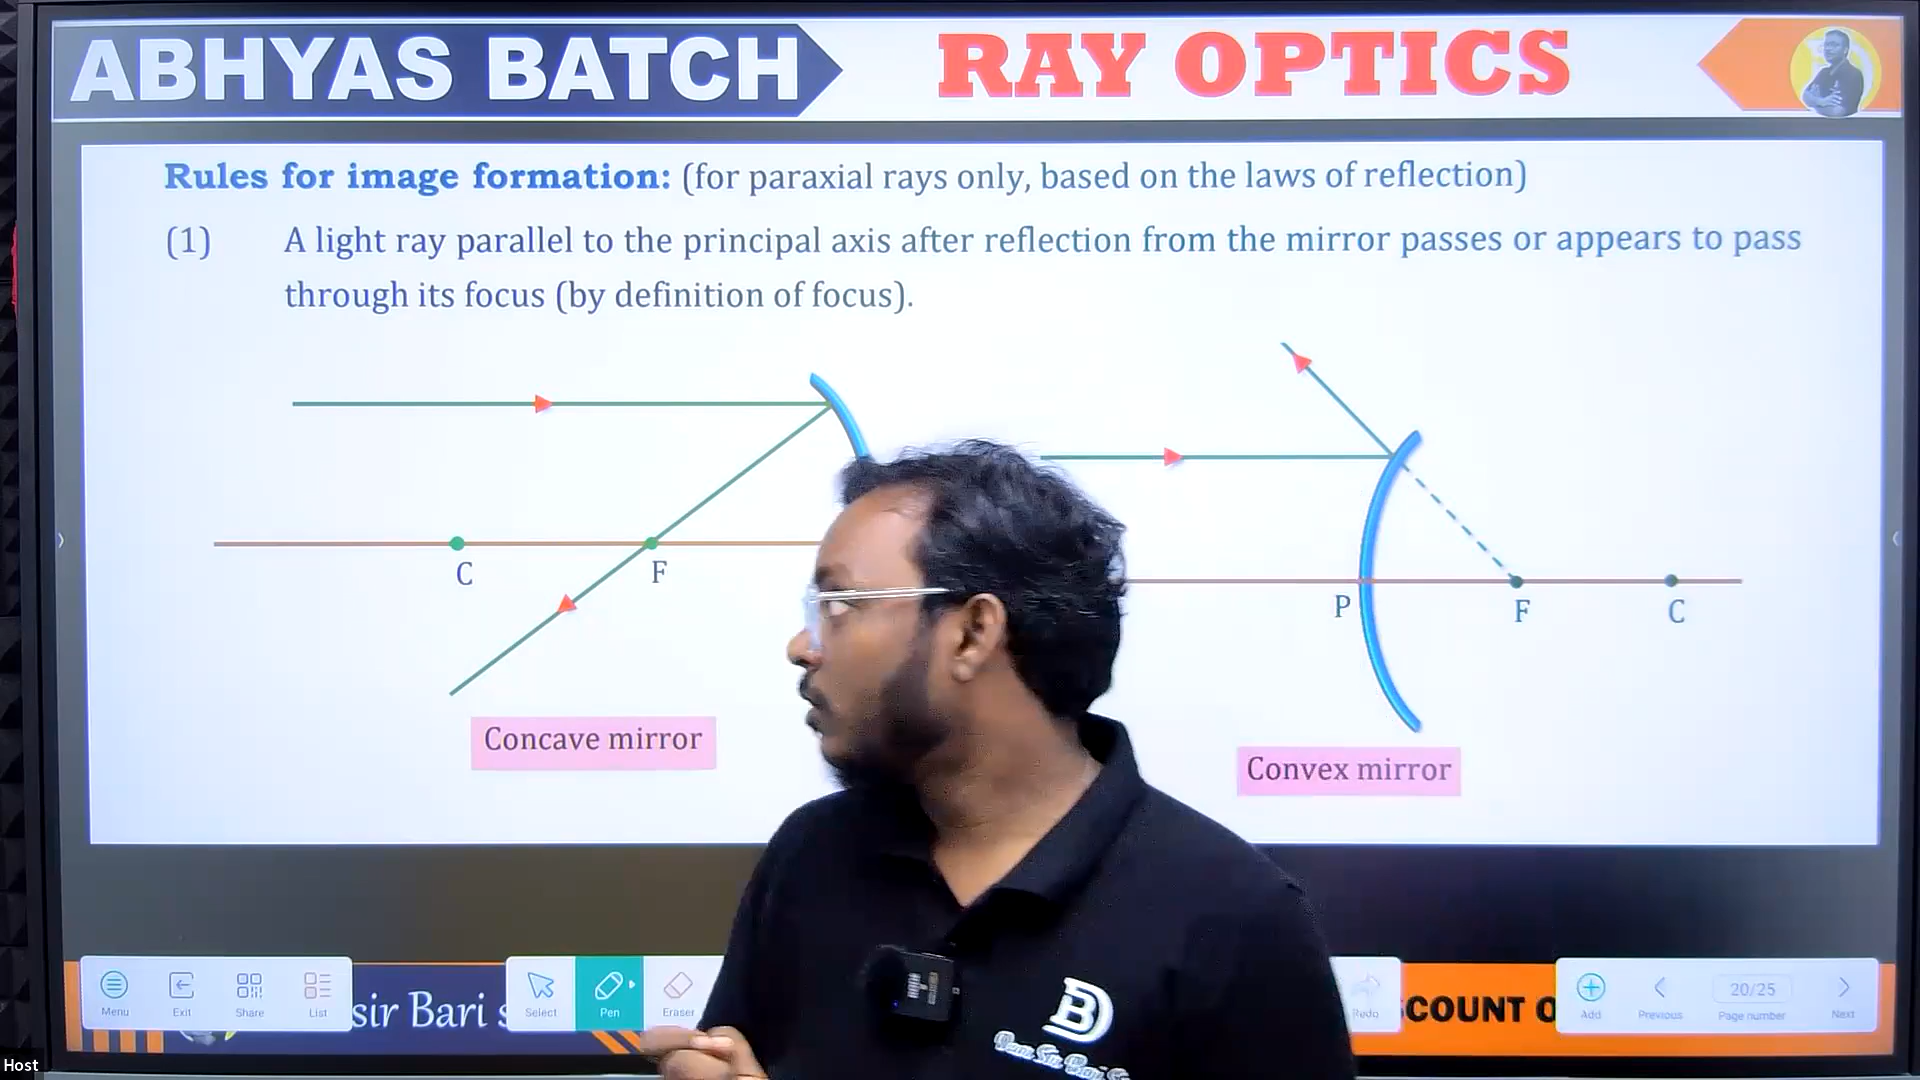 ABHYAS BATCH
RAY OPTICS
Rules for image formation: (for paraxial rays only, based on the laws of reflection)
(1) A light ray parallel to the principal axis after reflection from the mirror passes or appears to pass
through its focus (by definition of focus).
C
F
P
F
C
Concave mirror
Convex mirror
sir Bari s
COUNT O
Menu
Exit
Share
List
Select
Pen
Eraser
Redo
Add
Previous
20/25
Page number
Next
Host